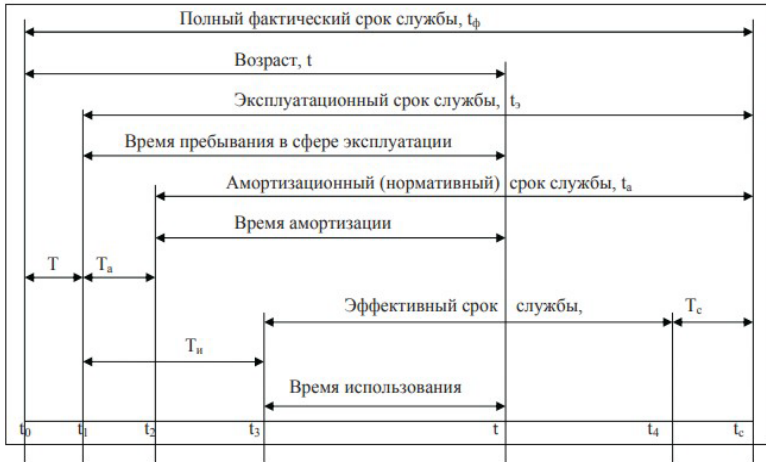 Полный фактический срок службы, tф
Возраст, t
Эксплуатационный срок службы, tэ
Время пребывания в сфере эксплуатации
Амортизационный (нормативный) срок службы, tа
Время амортизации
T Tа
Эффективный срок службы, Tс
Tи
Время использования
t0 t1 t2 t3 t t4 tс